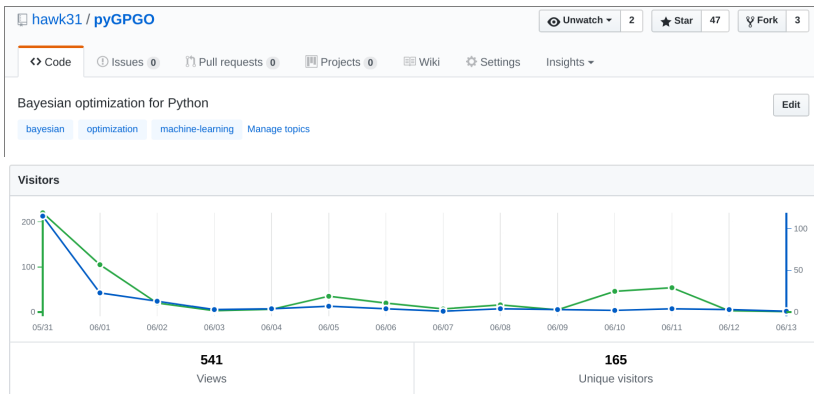 hawk31 / pyGPGO Unwatch 2 Star 47 Fork 3
Code Issues 0 Pull requests 0 Projects 0 Wiki Settings Insights
Bayesian optimization for Python Edit
bayesian optimization machine-learning Manage topics
Visitors
200
100
0
100
50
0
05/31 06/01 06/02 06/03 06/04 06/05 06/06 06/07 06/08 06/09 06/10 06/11 06/12 06/13
541 165
Views Unique visitors